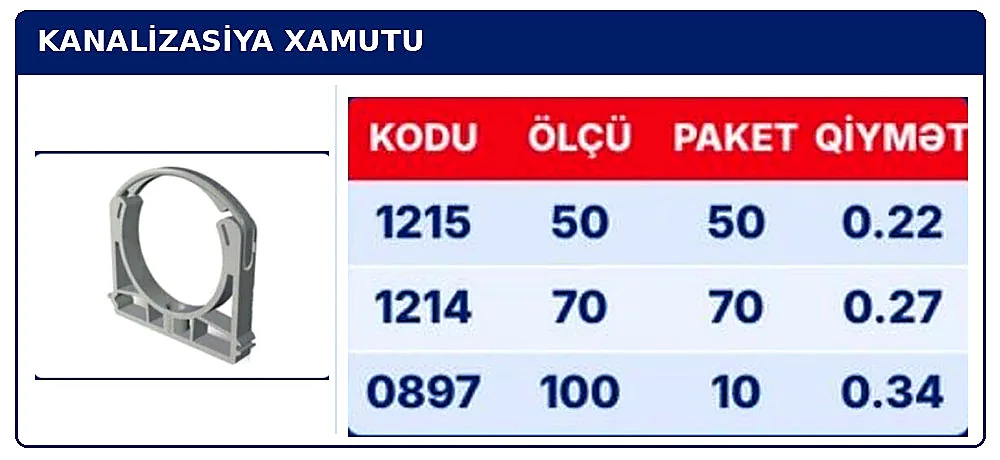 KANALİZASİYA XAMUTU
KODU ÖLÇÜ PAKET QİYMƏT
1215 50 50 0.22
1214 70 70 0.27
0897 100 10 0.34